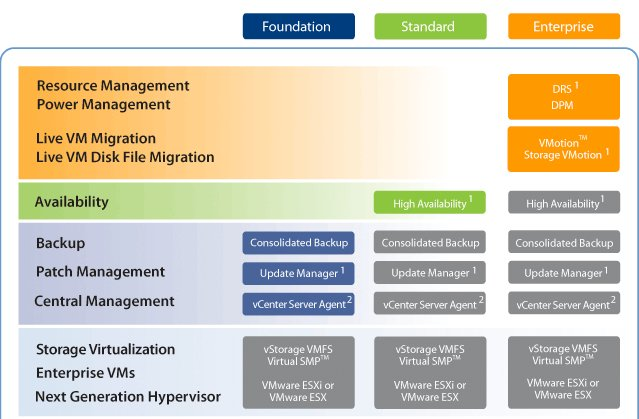 Foundation Standard Enterprise
Resource Management DRS 1
Power Management DPM
Live VM Migration VMotion™
Live VM Disk File Migration Storage VMotion 1
Availability High Availability 1 High Availability 1
Backup Consolidated Backup Consolidated Backup Consolidated Backup
Patch Management Update Manager 1 Update Manager 1 Update Manager 1
Central Management vCenter Server Agent 2 vCenter Server Agent 2 vCenter Server Agent 2
Storage Virtualization vStorage VMFS vStorage VMFS vStorage VMFS
Virtual SMP™ Virtual SMP™ Virtual SMP™
Enterprise VMs
VMware ESXi or VMware ESXi or VMware ESXi or
Next Generation Hypervisor VMware ESX VMware ESX VMware ESX